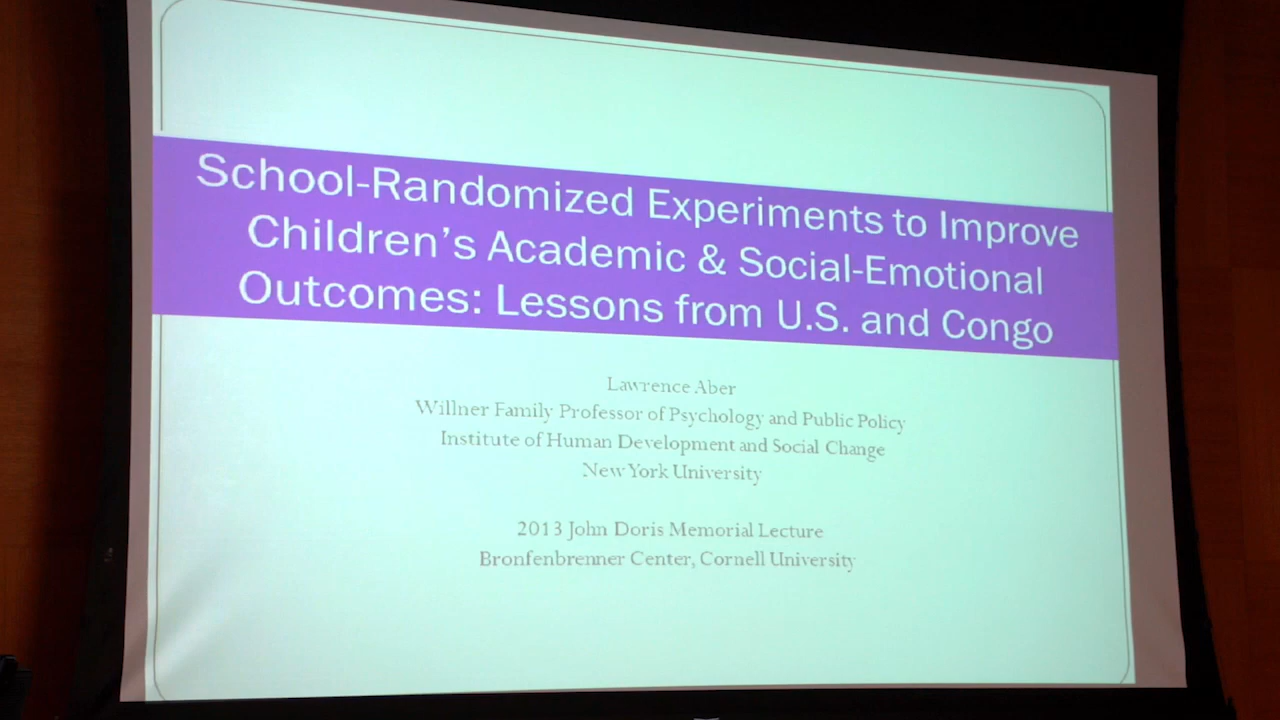 School-Randomized Experiments to Improve
Children's Academic & Social-Emotional
Outcomes: Lessons from U.S. and Congo
Lawrence Aber
Willner Family Professor of Psychology and Public Policy
Institute of Human Development and Social Change
New York University
2013 John Doris Memorial Lecture
Bronfenbrenner Center, Cornell University